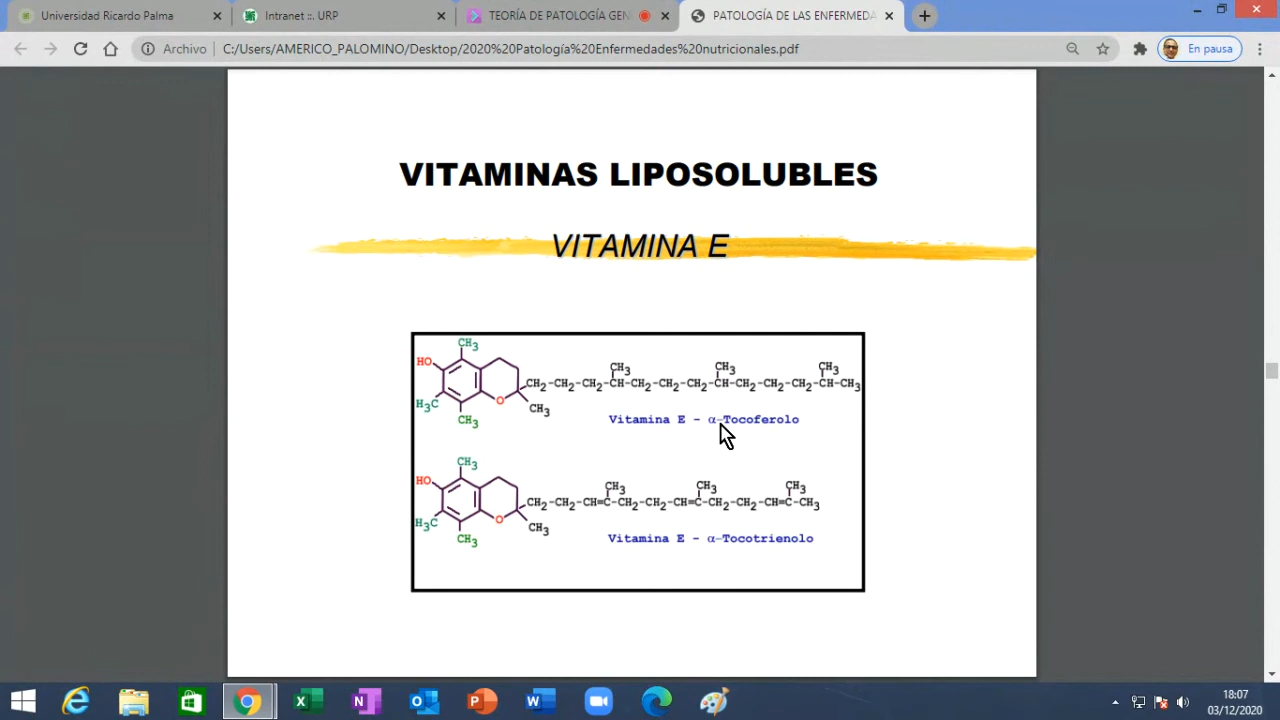 Universidad Ricardo Palma
Intranet ::. URP
TEORÍA DE PATOLOGÍA GEN
PATOLOGÍA DE LAS ENFERMEDA
Archivo
C:/Users/AMERICO_PALOMINO/Desktop/2020%20Patología%20Enfermedades%20nutricionales.pdf
En pausa
VITAMINAS LIPOSOLUBLES
VITAMINA E
CH3
HO
CH3 CH3 CH3
CH2-CH2-CH2-CH-CH2-CH2-CH2-CH-CH2-CH2-CH2-CH-CH3
O
H3C
CH3
CH3
Vitamina E - α-Tocoferolo
CH3
HO
CH3 CH3 CH3
CH2-CH2-CH=C-CH2-CH2-CH=C-CH2-CH2-CH=C-CH3
O
H3C
CH3
CH3
Vitamina E - α-Tocotrienolo
18:07
03/12/2020